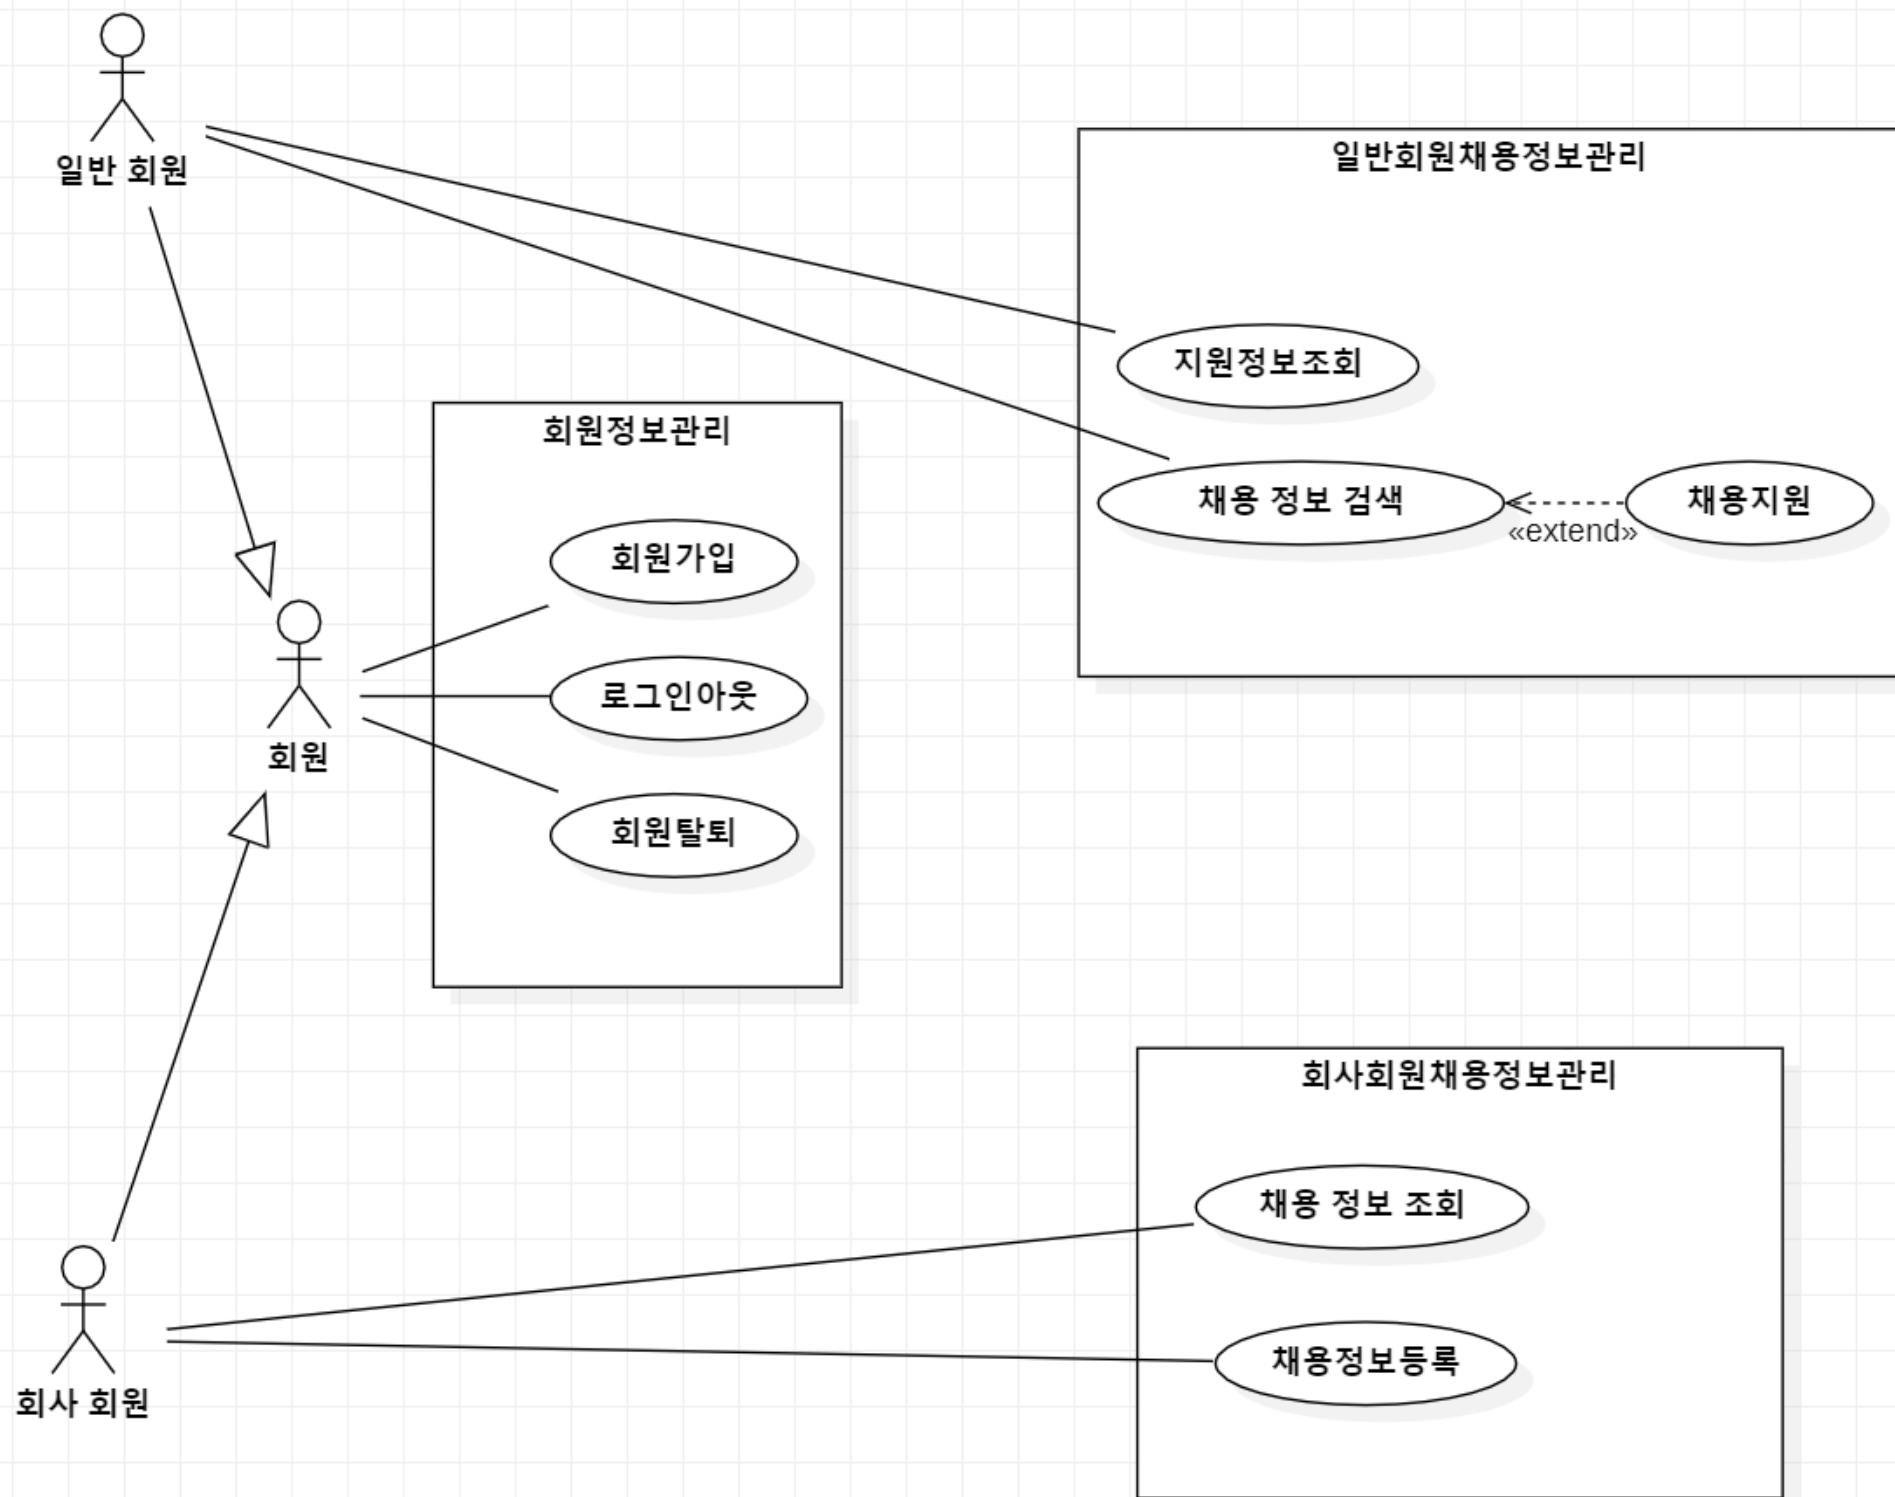 일반 회원
일반회원채용정보관리
지원정보조회
회원정보관리
채용 정보 검색
채용지원
«extend»
회원가입
로그인아웃
회원
회원탈퇴
회사회원채용정보관리
채용 정보 조회
채용정보등록
회사 회원